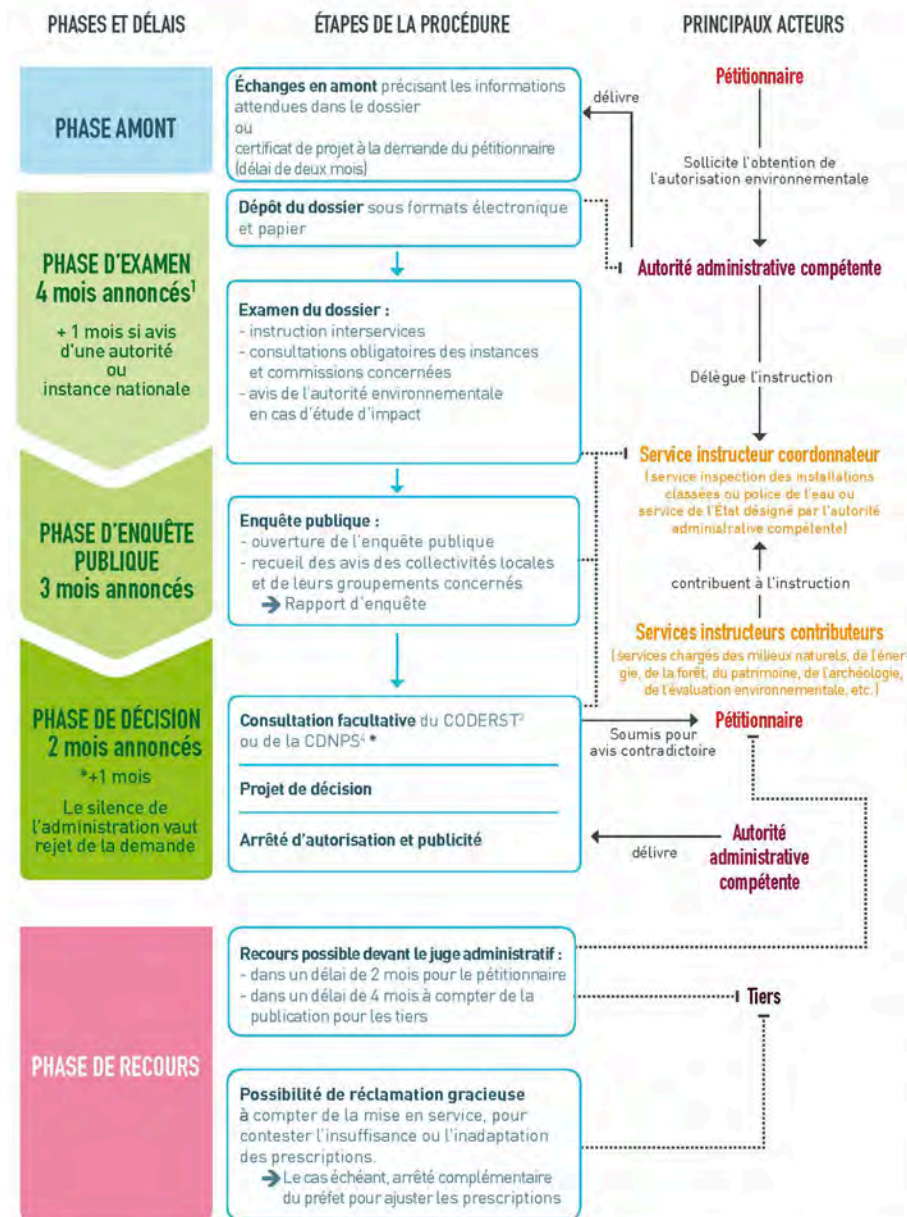 PHASES ET DÉLAIS
ÉTAPES DE LA PROCÉDURE
PRINCIPAUX ACTEURS
PHASE AMONT
Échanges en amont précisant les informations
attendues dans le dossier
ou
certificat de projet à la demande du pétitionnaire
(délai de deux mois)
délivre
Pétitionnaire
Sollicite l'obtention de
l'autorisation environnementale
Dépôt du dossier sous formats électronique
et papier
Autorité administrative compétente
PHASE D'EXAMEN
4 mois annoncés¹
+ 1 mois si avis
d'une autorité
ou
instance nationale
Examen du dossier :
- instruction interservices
- consultations obligatoires des instances
et commissions concernées
- avis de l'autorité environnementale
en cas d'étude d'impact
Délègue l'instruction
Service instructeur coordonnateur
(service inspection des installations
classées ou police de l'eau ou
service de l'État désigné par l'autorité
administrative compétente)
PHASE D'ENQUÊTE
PUBLIQUE
3 mois annoncés
Enquête publique :
- ouverture de l'enquête publique
- recueil des avis des collectivités locales
et de leurs groupements concernés
➔ Rapport d'enquête
contribuent à l'instruction
Services instructeurs contributeurs
(services chargés des milieux naturels, de l'éner-
gie, de la forêt, du patrimoine, de l'archéologie,
de l'évaluation environnementale, etc.)
PHASE DE DÉCISION
2 mois annoncés
*+1 mois
Le silence de
l'administration vaut
rejet de la demande
Consultation facultative du CODERST³
ou de la CDNPS⁴ *
Projet de décision
Arrêté d'autorisation et publicité
Soumis pour
avis contradictoire
Pétitionnaire
délivre
Autorité
administrative
compétente
PHASE DE RECOURS
Recours possible devant le juge administratif :
- dans un délai de 2 mois pour le pétitionnaire
- dans un délai de 4 mois à compter de la
publication pour les tiers
Tiers
Possibilité de réclamation gracieuse
à compter de la mise en service, pour
contester l'insuffisance ou l'inadaptation
des prescriptions.
➔ Le cas échéant, arrêté complémentaire
du préfet pour ajuster les prescriptions